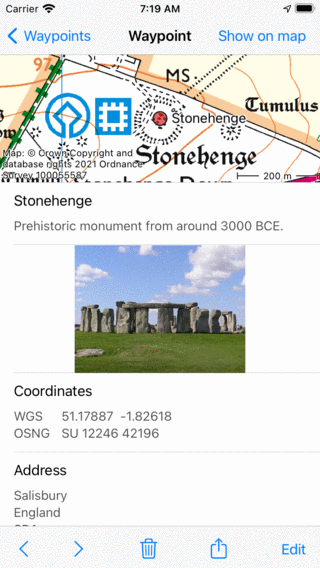 Carrier 7:19 AM
Waypoints Waypoint Show on map
97
MS
Tumulus
Stonehenge
Stonehenge
Map: © Crown Copyright and
database rights 2021 Ordnance
Survey 100055587
200 m
Stonehenge
Prehistoric monument from around 3000 BCE.
Coordinates
WGS 51.17887 -1.82618
OSNG SU 12246 42196
Address
Salisbury
England
Edit